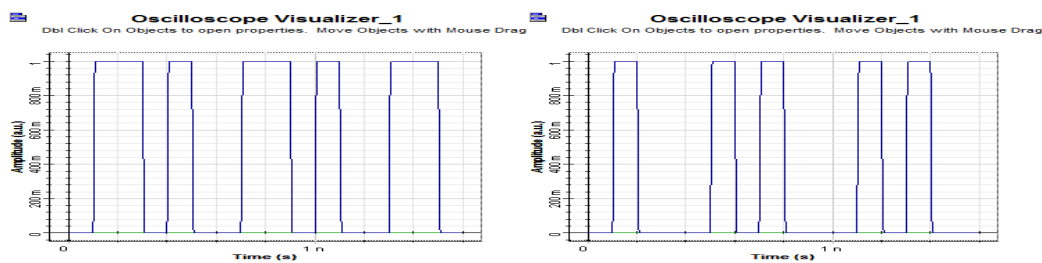 Oscilloscope Visualizer_1
Dbl Click On Objects to open properties. Move Objects with Mouse Drag
Amplitude (a.u.)
1
800 m
600 m
400 m
200 m
0
0
1 n
Time (s)
Oscilloscope Visualizer_1
Dbl Click On Objects to open properties. Move Objects with Mouse Drag
Amplitude (a.u.)
1
800 m
600 m
400 m
200 m
0
0
1 n
Time (s)